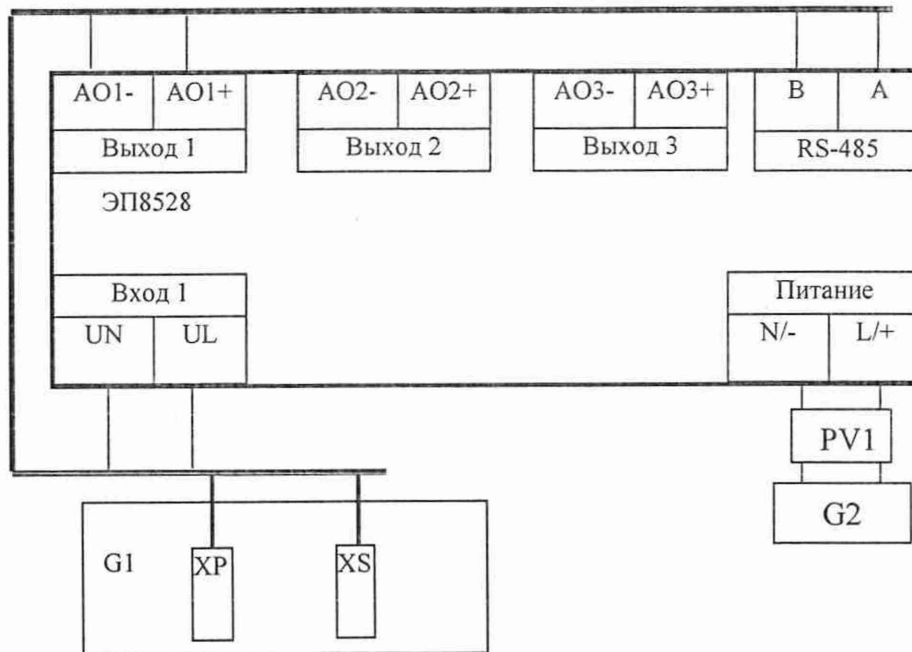 AO1- AO1+ AO2- AO2+ AO3- AO3+ B A
Выход 1 Выход 2 Выход 3 RS-485
ЭП8528
Вход 1 Питание
UN UL N/- L/+
PV1
G2
G1 XP XS